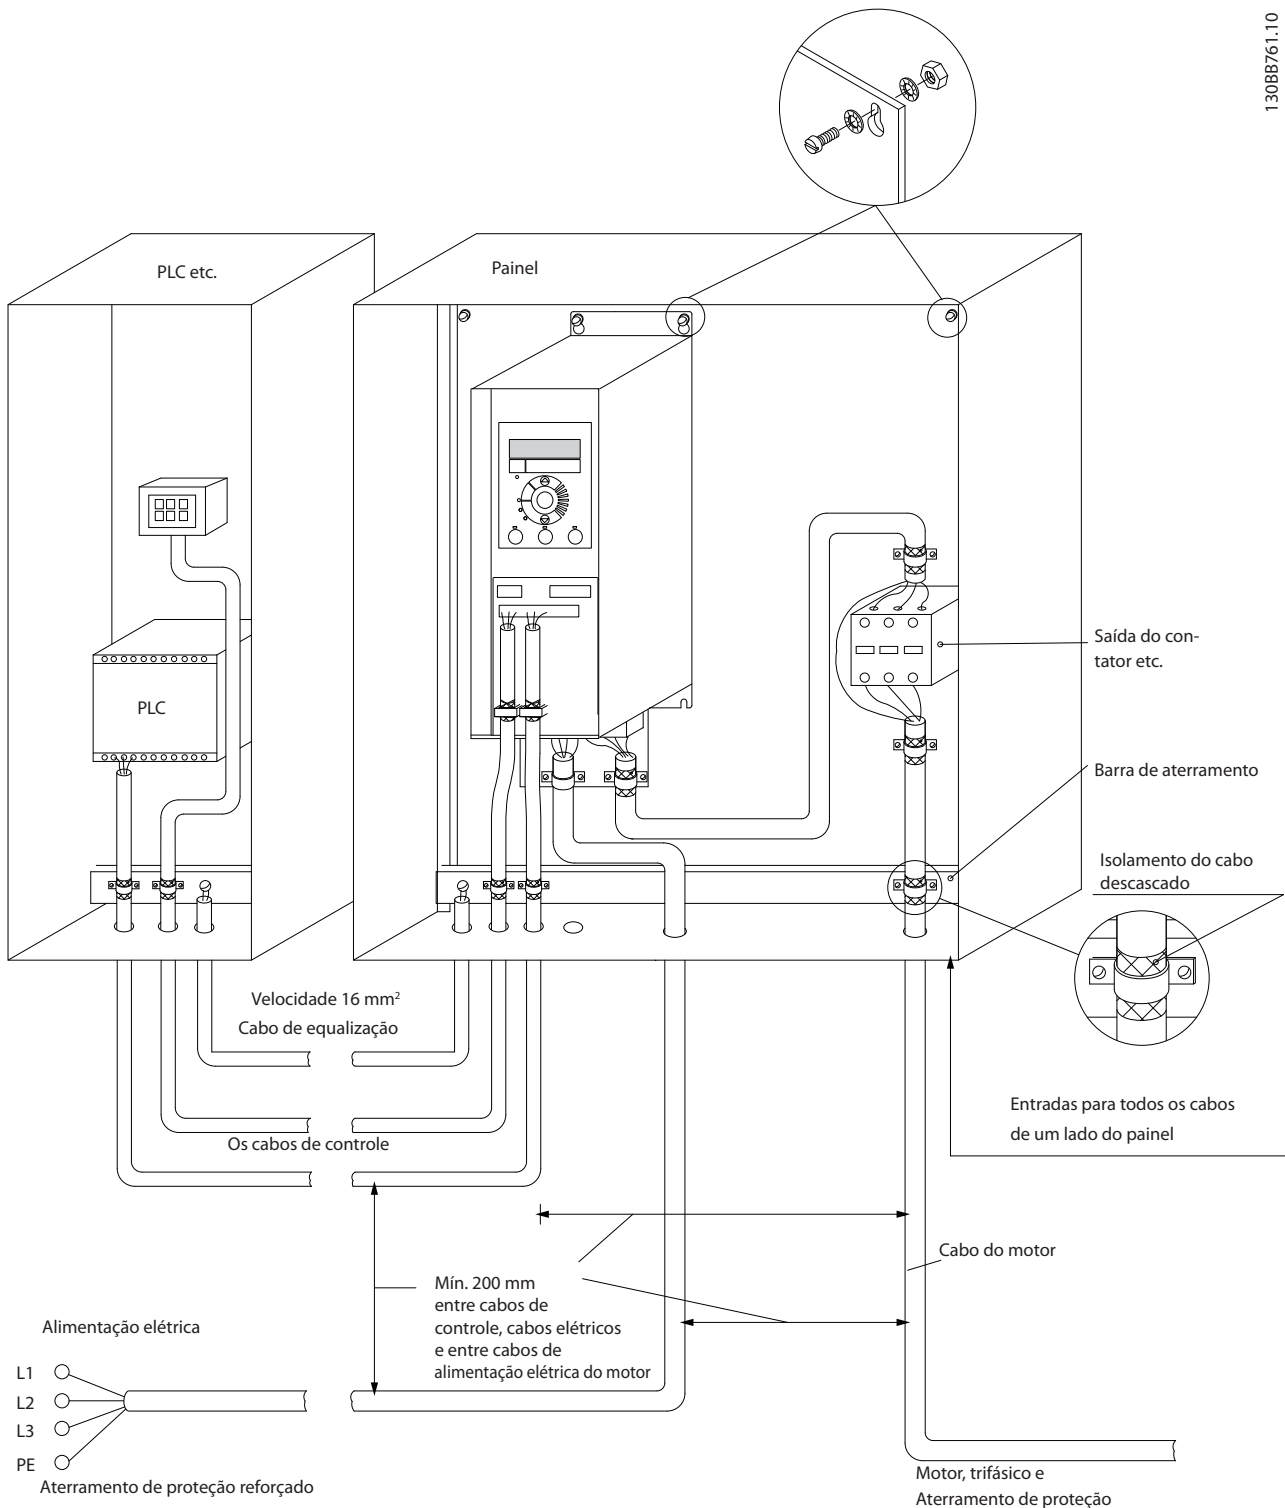 130BB761.10
PLC etc.
Painel
PLC
Saída do con-
tator etc.
Barra de aterramento
Isolamento do cabo
descascado
Velocidade 16 mm²
Cabo de equalização
Os cabos de controle
Entradas para todos os cabos
de um lado do painel
Cabo do motor
Mín. 200 mm
entre cabos de
controle, cabos elétricos
e entre cabos de
alimentação elétrica do motor
Alimentação elétrica
L1
L2
L3
PE
Aterramento de proteção reforçado
Motor, trifásico e
Aterramento de proteção